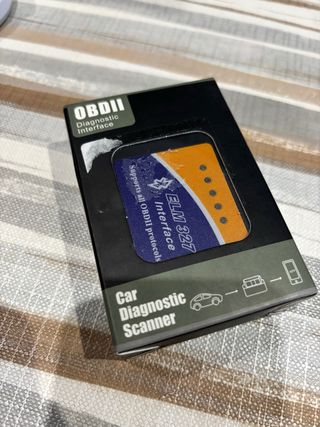 OBDII
Diagnostic
Interface
ELM 327
Interface
Supports all OBDII protocols
Car
Diagnostic
Scanner